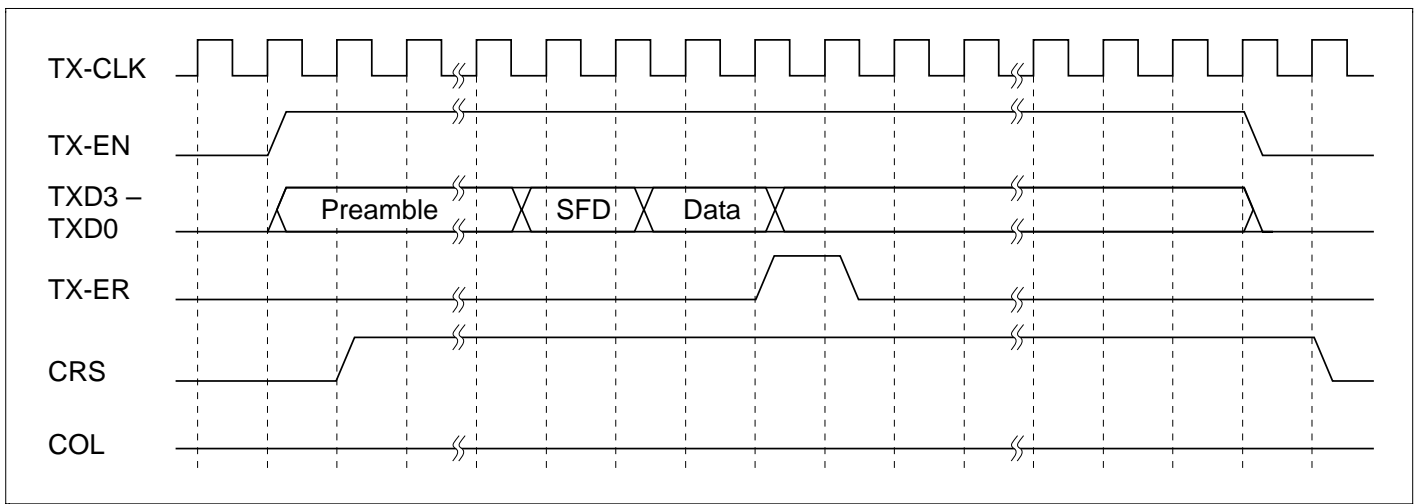 TX-CLK
TX-EN
TXD3 –
TXD0
Preamble SFD Data
TX-ER
CRS
COL